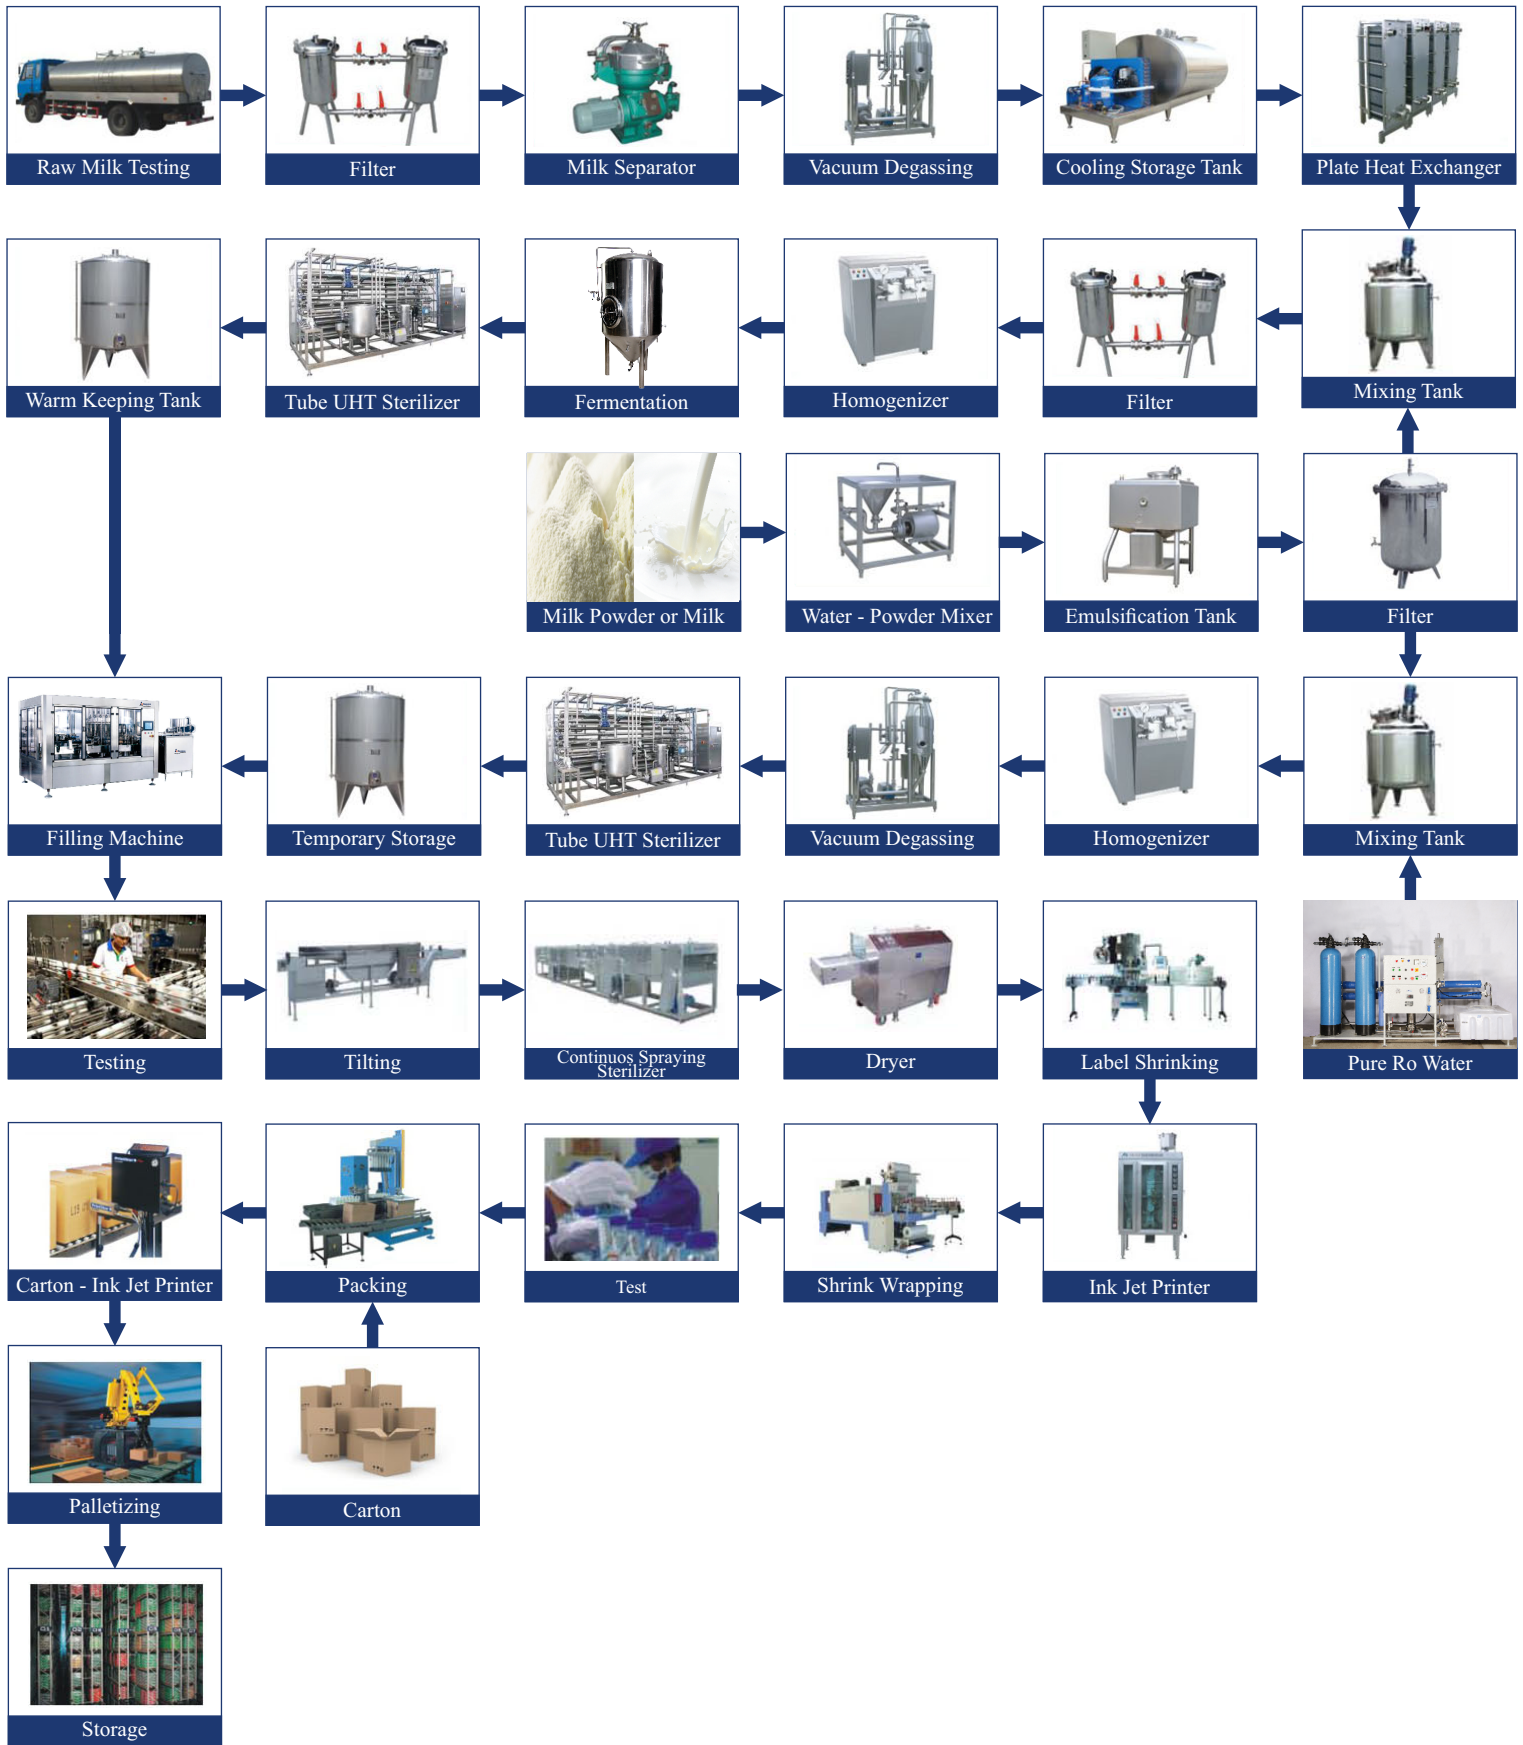 Raw Milk Testing
Filter
Milk Separator
Vacuum Degassing
Cooling Storage Tank
Plate Heat Exchanger
Warm Keeping Tank
Tube UHT Sterilizer
Fermentation
Homogenizer
Filter
Mixing Tank
Milk Powder or Milk
Water - Powder Mixer
Emulsification Tank
Filter
Filling Machine
Temporary Storage
Tube UHT Sterilizer
Vacuum Degassing
Homogenizer
Mixing Tank
Testing
Tilting
Continuos Spraying
Sterilizer
Dryer
Label Shrinking
Pure Ro Water
Carton - Ink Jet Printer
Packing
Test
Shrink Wrapping
Ink Jet Printer
Palletizing
Carton
Storage